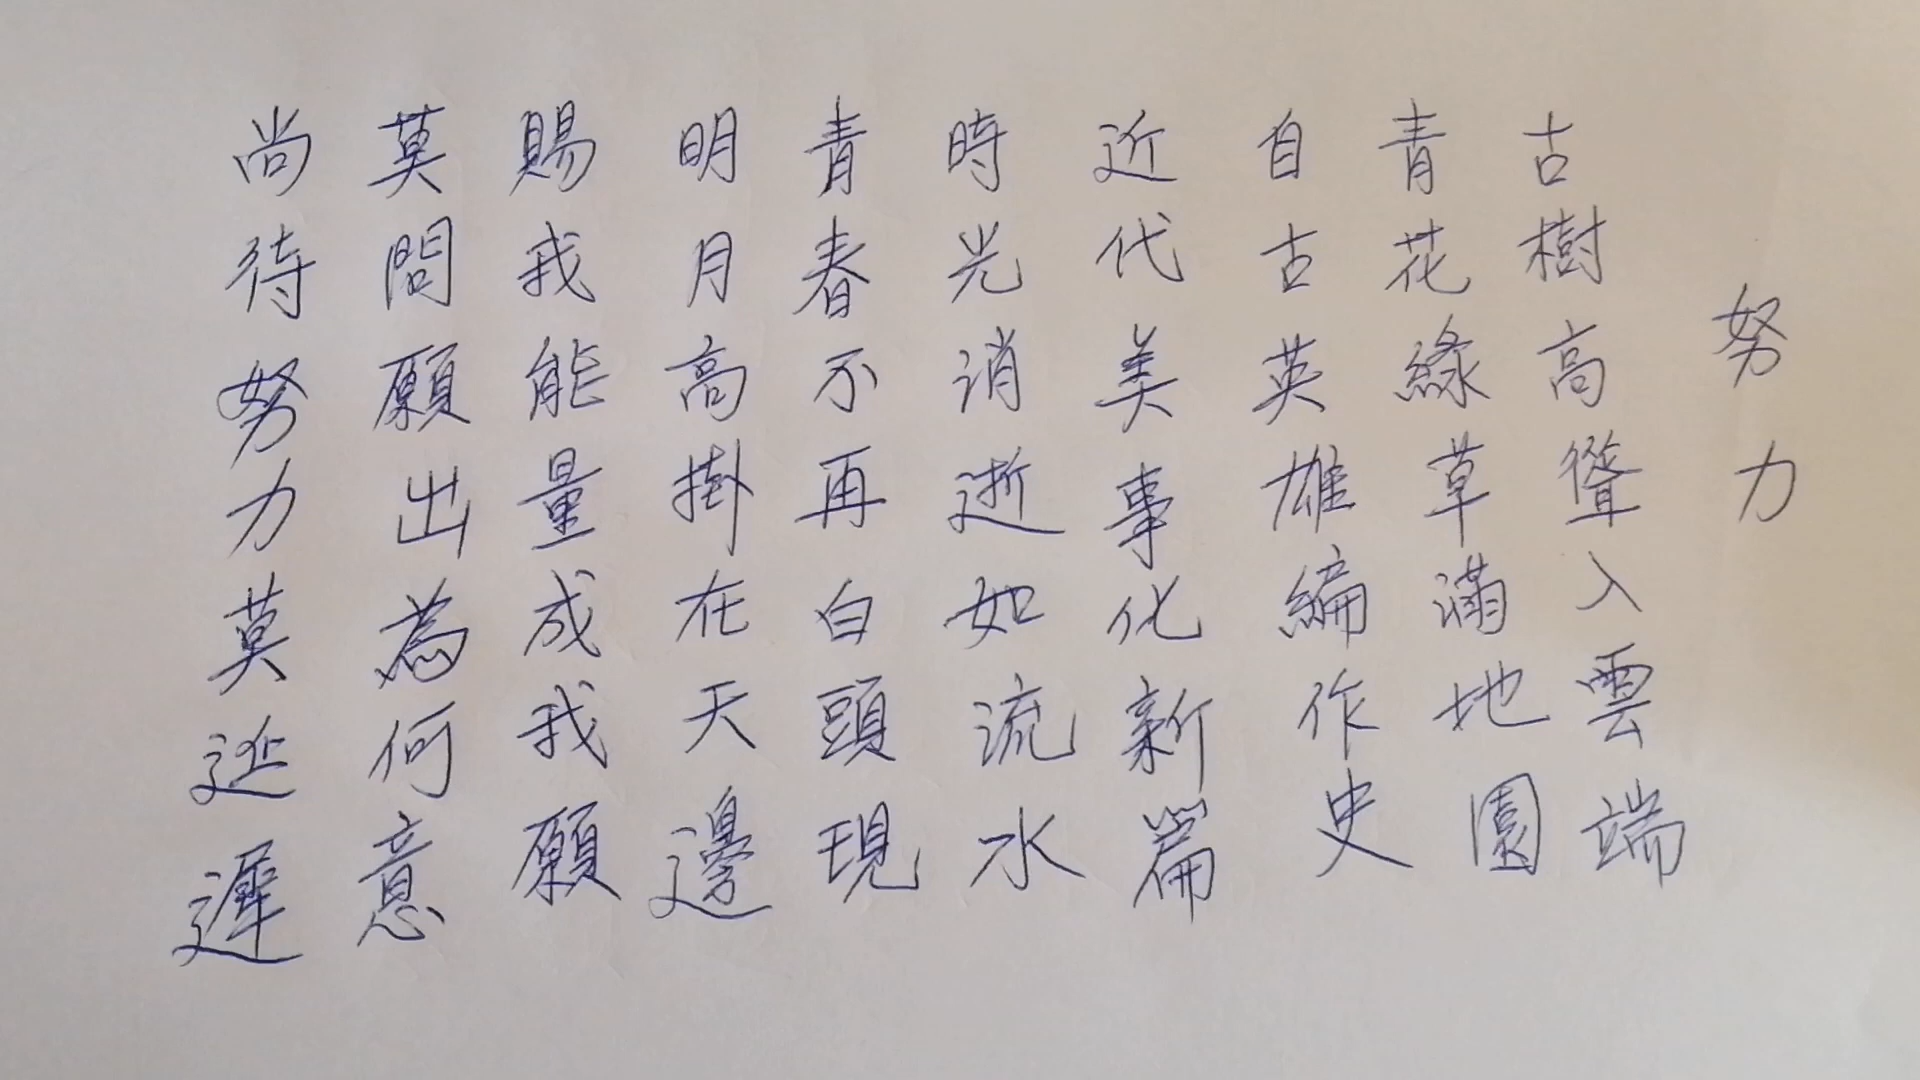 努力
古樹高聳入雲端
青花綠草滿地園
自古英雄編作史
近代美事化新篇
時光消逝如流水
青春不再白頭現
明月高掛在天邊
賜我能量成我願
莫問願出為何意
尚待努力莫延遲